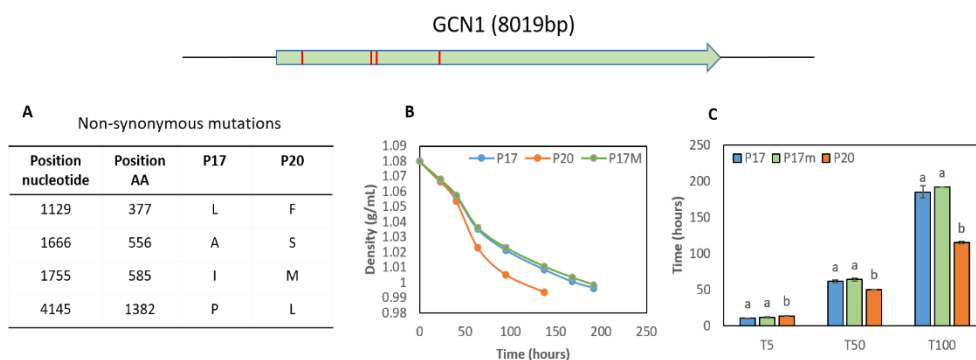 GCN1 (8019bp)
A
Non-synonymous mutations
Position nucleotide Position AA P17 P20
1129 377 L F
1666 556 A S
1755 585 I M
4145 1382 P L
B
P17 P20 P17M
Density (g/mL)
1.09
1.08
1.07
1.06
1.05
1.04
1.03
1.02
1.01
1
0.99
0.98
0 50 100 150 200 250
Time (hours)
C
P17 P17m P20
Time (hours)
250
200
150
100
50
0
a a b
a a b
a a b
T5 T50 T100